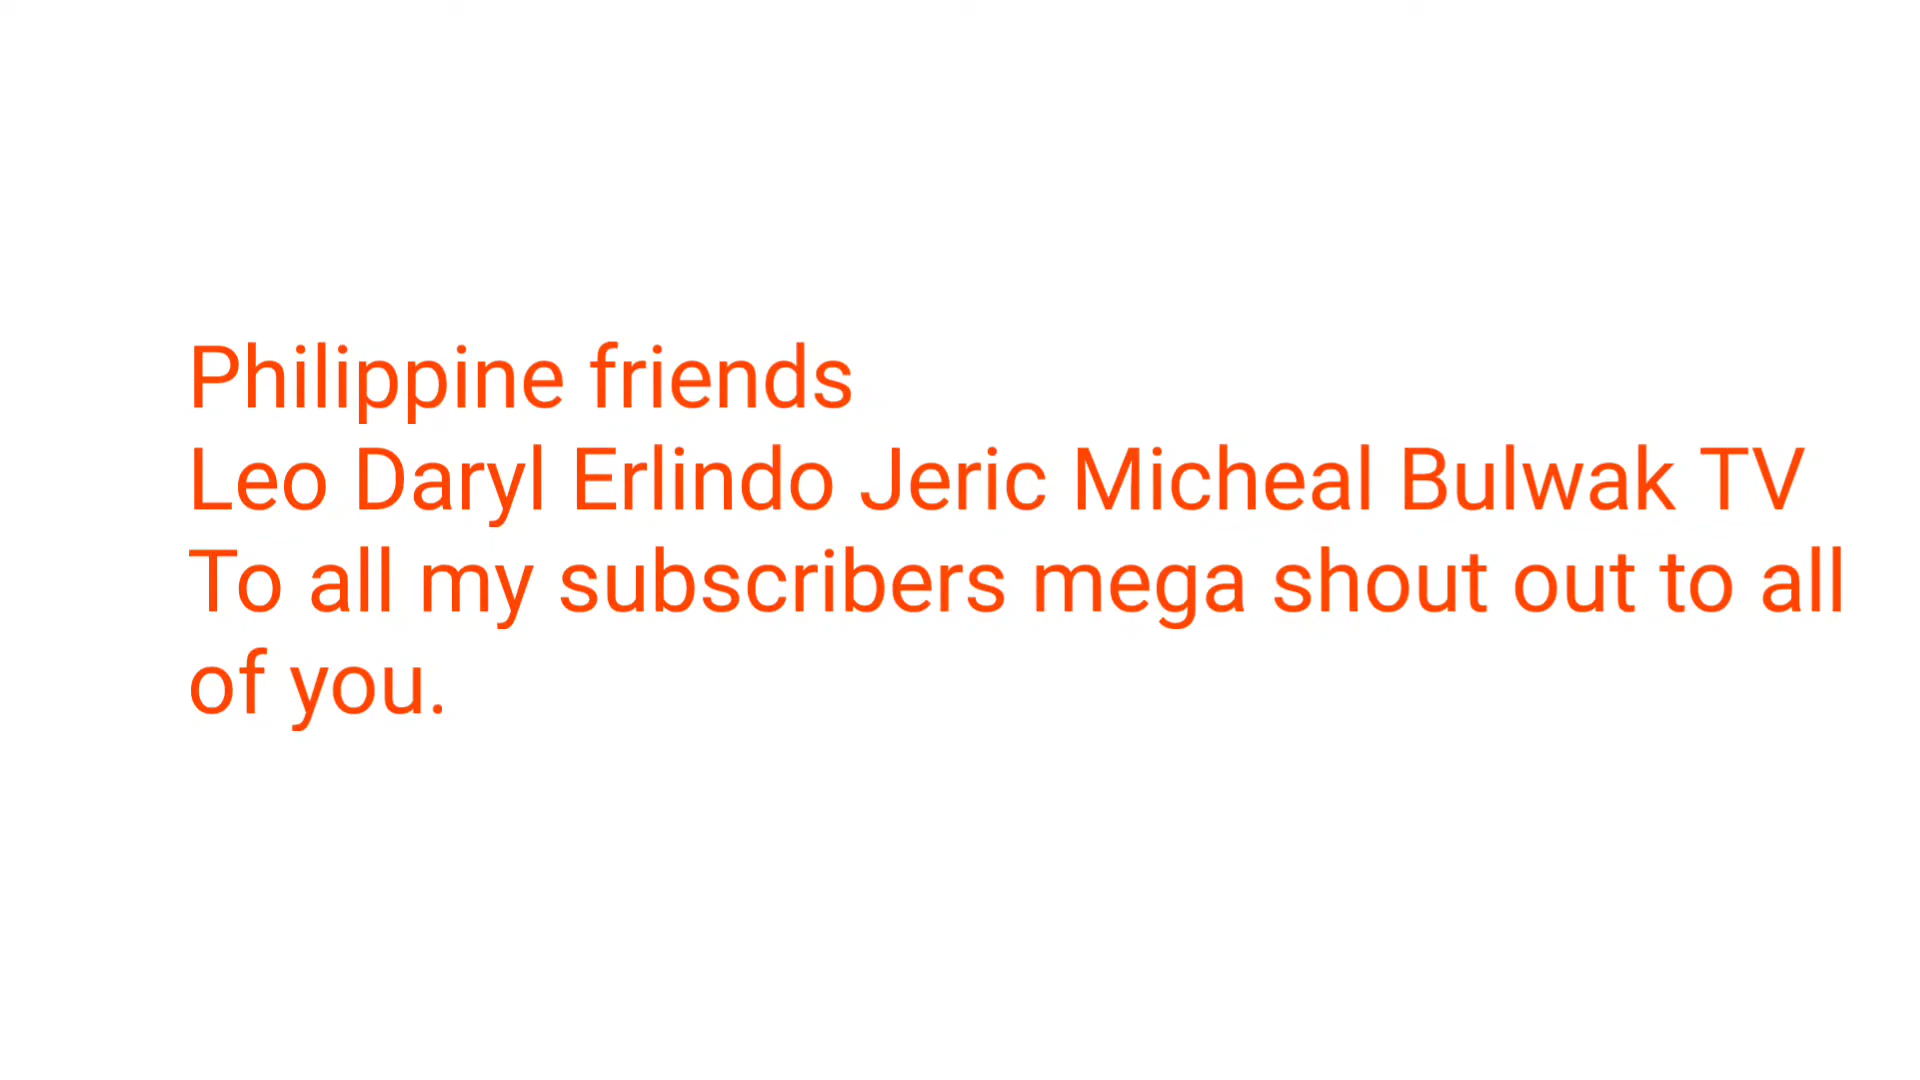 Philippine friends
Leo Daryl Erlindo Jeric Micheal Bulwak TV
To all my subscribers mega shout out to all
of you.